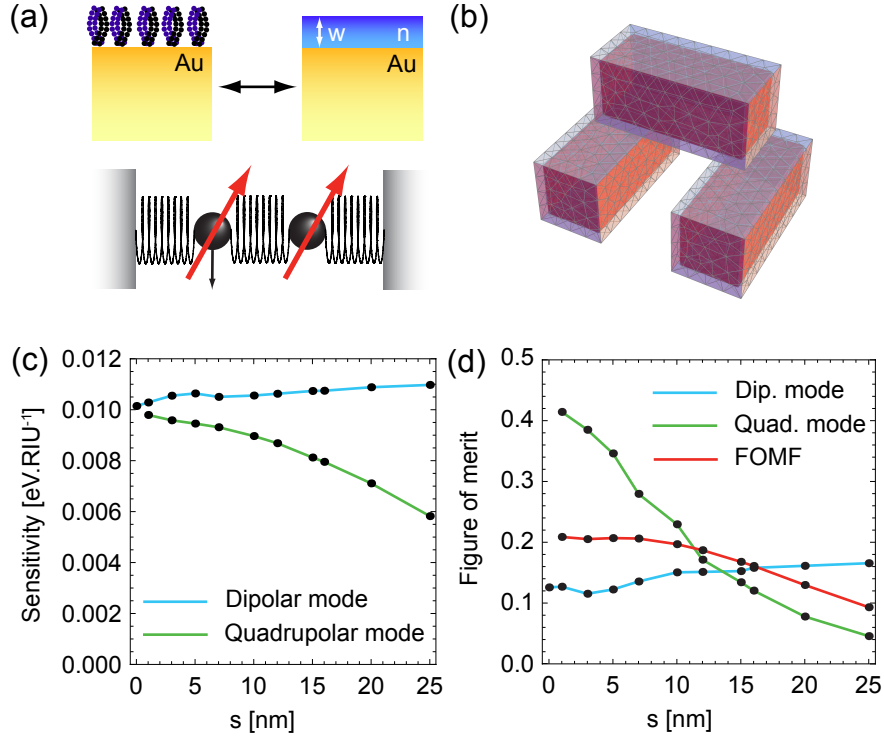 (a)
Au
w
n
Au
(b)
(c)
Sensitivity [eV.RIU⁻¹]
0.012
0.010
0.008
0.006
0.004
0.002
0.000
Dipolar mode
Quadrupolar mode
0 5 10 15 20 25
s [nm]
(d)
Figure of merit
0.5
0.4
0.3
0.2
0.1
0.0
Dip. mode
Quad. mode
FOMF
0 5 10 15 20 25
s [nm]